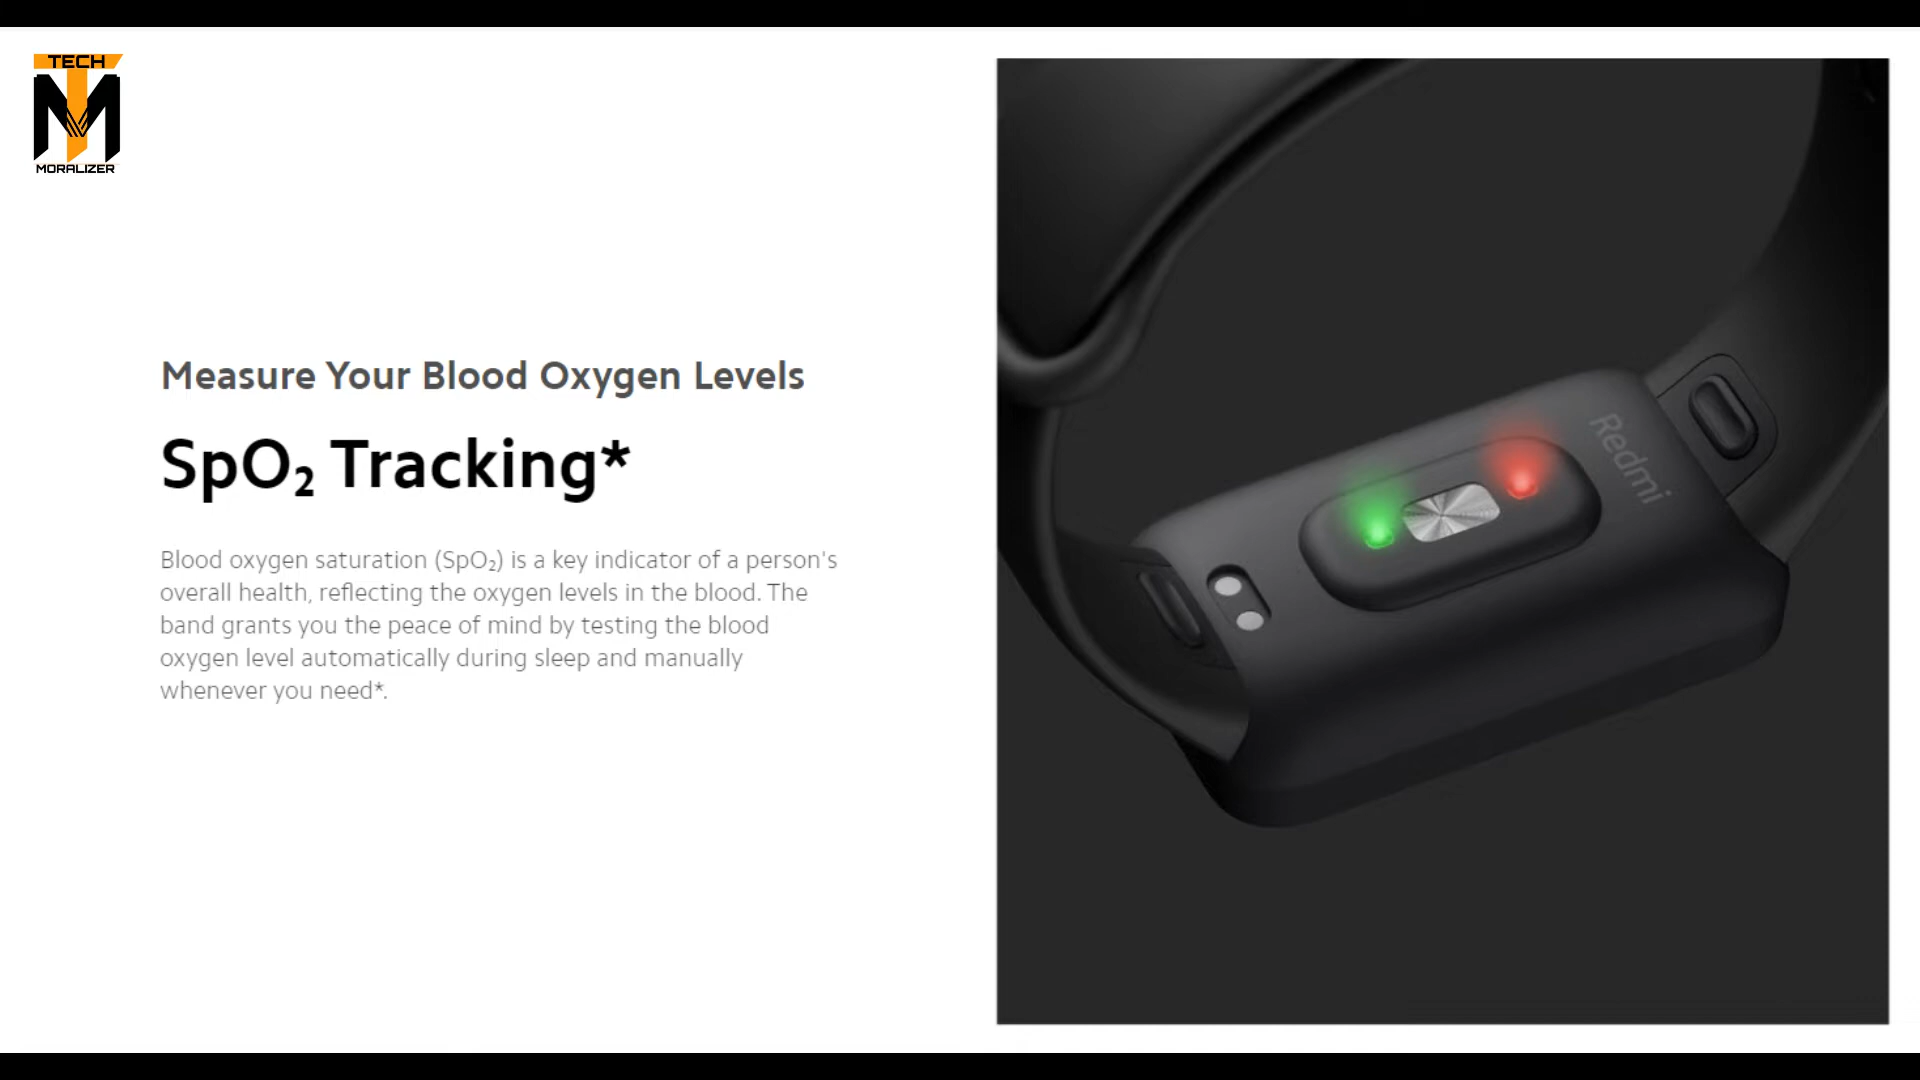 TECH
MORALIZER
Measure Your Blood Oxygen Levels
SpO₂ Tracking*
Blood oxygen saturation (SpO₂) is a key indicator of a person's
overall health, reflecting the oxygen levels in the blood. The
band grants you the peace of mind by testing the blood
oxygen level automatically during sleep and manually
whenever you need*.
Redmi